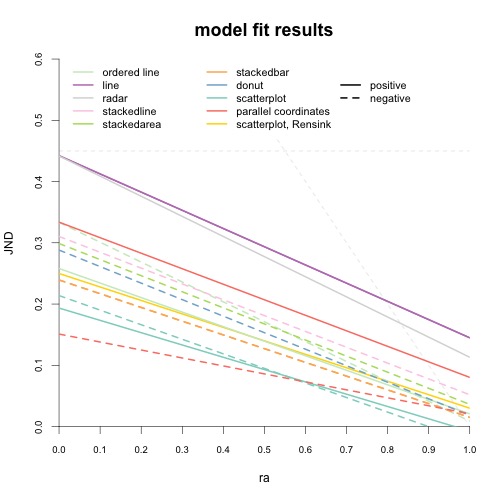 model fit results
ordered line
line
radar
stackedline
stackedarea
stackedbar
donut
scatterplot
parallel coordinates
scatterplot, Rensink
positive
negative
JND
0.6
0.5
0.4
0.3
0.2
0.1
0.0
0.0 0.1 0.2 0.3 0.4 0.5 0.6 0.7 0.8 0.9 1.0
ra